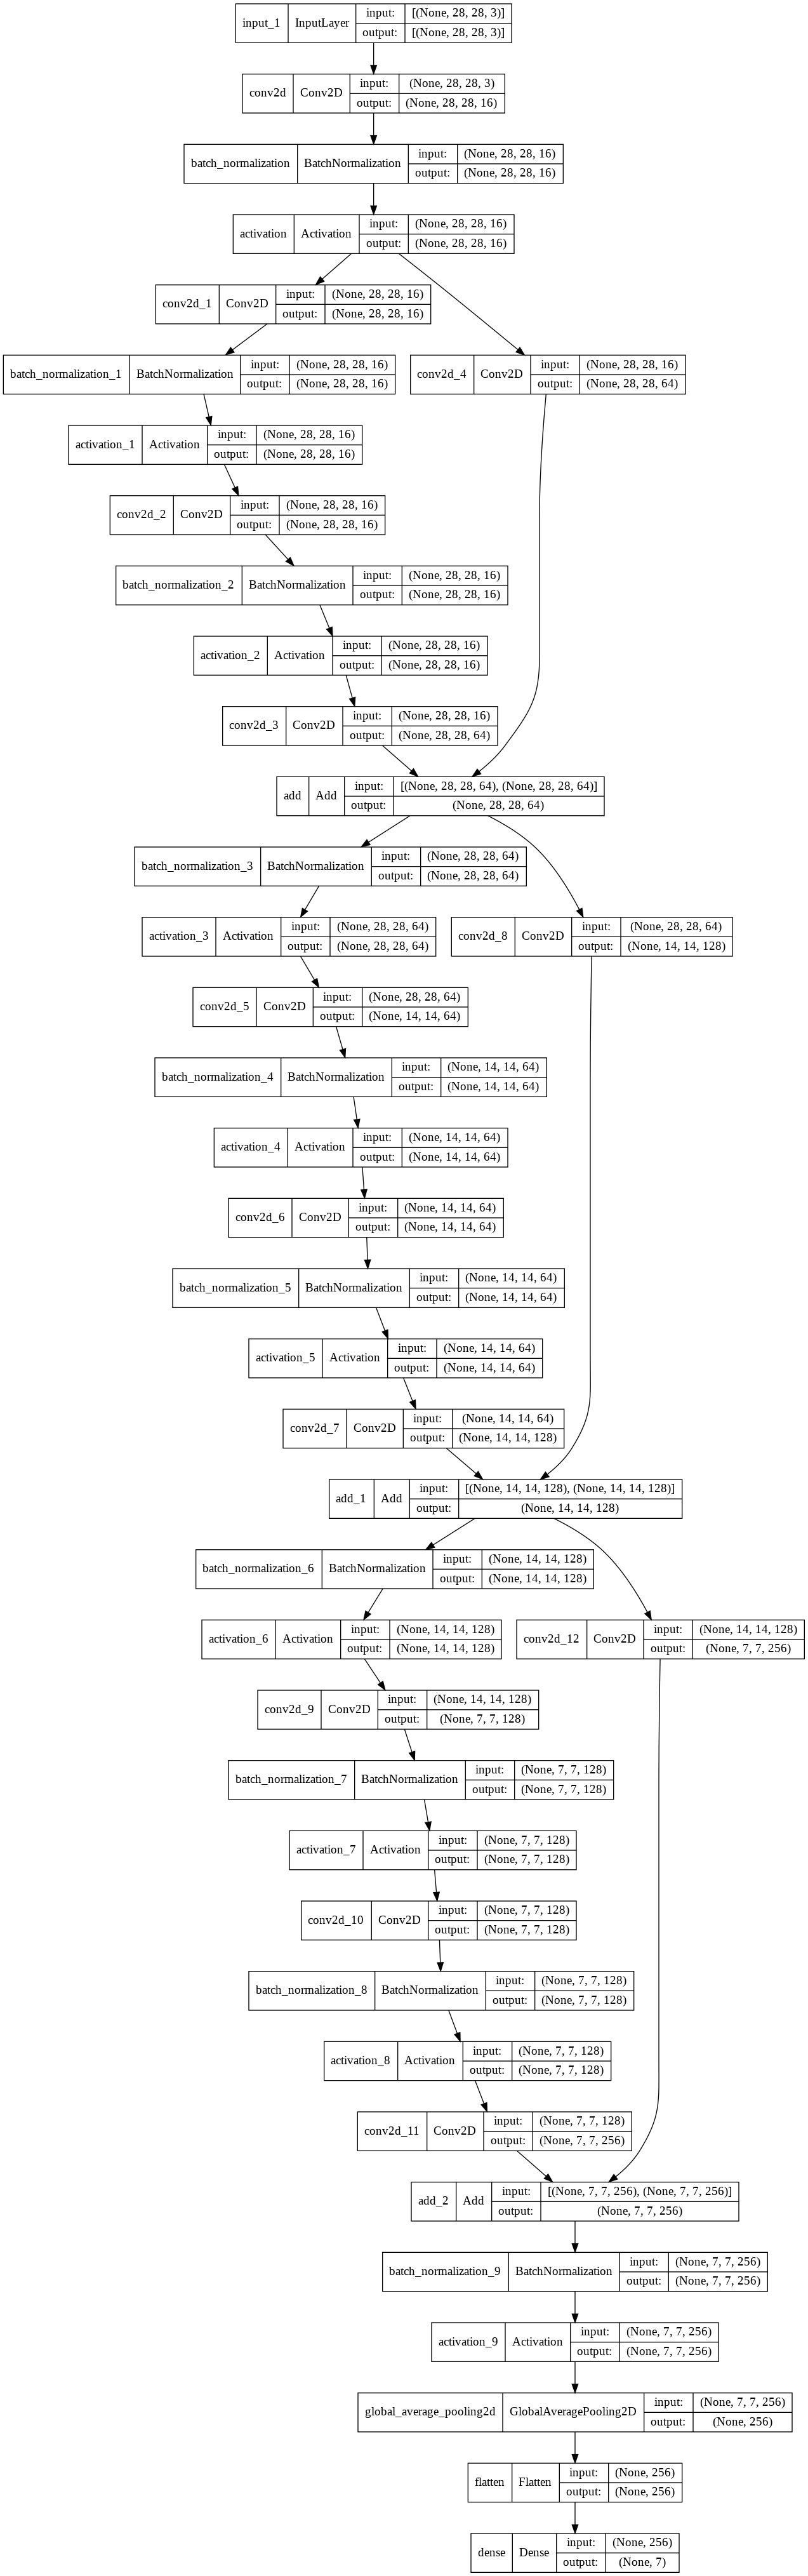 input_1 InputLayer input: [(None, 28, 28, 3)]
output: [(None, 28, 28, 3)]
conv2d Conv2D input: (None, 28, 28, 3)
output: (None, 28, 28, 16)
batch_normalization BatchNormalization input: (None, 28, 28, 16)
output: (None, 28, 28, 16)
activation Activation input: (None, 28, 28, 16)
output: (None, 28, 28, 16)
conv2d_1 Conv2D input: (None, 28, 28, 16)
output: (None, 28, 28, 16)
batch_normalization_1 BatchNormalization input: (None, 28, 28, 16)
output: (None, 28, 28, 16)
conv2d_4 Conv2D input: (None, 28, 28, 16)
output: (None, 28, 28, 64)
activation_1 Activation input: (None, 28, 28, 16)
output: (None, 28, 28, 16)
conv2d_2 Conv2D input: (None, 28, 28, 16)
output: (None, 28, 28, 16)
batch_normalization_2 BatchNormalization input: (None, 28, 28, 16)
output: (None, 28, 28, 16)
activation_2 Activation input: (None, 28, 28, 16)
output: (None, 28, 28, 16)
conv2d_3 Conv2D input: (None, 28, 28, 16)
output: (None, 28, 28, 64)
add Add input: [(None, 28, 28, 64), (None, 28, 28, 64)]
output: (None, 28, 28, 64)
batch_normalization_3 BatchNormalization input: (None, 28, 28, 64)
output: (None, 28, 28, 64)
activation_3 Activation input: (None, 28, 28, 64)
output: (None, 28, 28, 64)
conv2d_8 Conv2D input: (None, 28, 28, 64)
output: (None, 14, 14, 128)
conv2d_5 Conv2D input: (None, 28, 28, 64)
output: (None, 14, 14, 64)
batch_normalization_4 BatchNormalization input: (None, 14, 14, 64)
output: (None, 14, 14, 64)
activation_4 Activation input: (None, 14, 14, 64)
output: (None, 14, 14, 64)
conv2d_6 Conv2D input: (None, 14, 14, 64)
output: (None, 14, 14, 64)
batch_normalization_5 BatchNormalization input: (None, 14, 14, 64)
output: (None, 14, 14, 64)
activation_5 Activation input: (None, 14, 14, 64)
output: (None, 14, 14, 64)
conv2d_7 Conv2D input: (None, 14, 14, 64)
output: (None, 14, 14, 128)
add_1 Add input: [(None, 14, 14, 128), (None, 14, 14, 128)]
output: (None, 14, 14, 128)
batch_normalization_6 BatchNormalization input: (None, 14, 14, 128)
output: (None, 14, 14, 128)
activation_6 Activation input: (None, 14, 14, 128)
output: (None, 14, 14, 128)
conv2d_12 Conv2D input: (None, 14, 14, 128)
output: (None, 7, 7, 256)
conv2d_9 Conv2D input: (None, 14, 14, 128)
output: (None, 7, 7, 128)
batch_normalization_7 BatchNormalization input: (None, 7, 7, 128)
output: (None, 7, 7, 128)
activation_7 Activation input: (None, 7, 7, 128)
output: (None, 7, 7, 128)
conv2d_10 Conv2D input: (None, 7, 7, 128)
output: (None, 7, 7, 128)
batch_normalization_8 BatchNormalization input: (None, 7, 7, 128)
output: (None, 7, 7, 128)
activation_8 Activation input: (None, 7, 7, 128)
output: (None, 7, 7, 128)
conv2d_11 Conv2D input: (None, 7, 7, 128)
output: (None, 7, 7, 256)
add_2 Add input: [(None, 7, 7, 256), (None, 7, 7, 256)]
output: (None, 7, 7, 256)
batch_normalization_9 BatchNormalization input: (None, 7, 7, 256)
output: (None, 7, 7, 256)
activation_9 Activation input: (None, 7, 7, 256)
output: (None, 7, 7, 256)
global_average_pooling2d GlobalAveragePooling2D input: (None, 7, 7, 256)
output: (None, 256)
flatten Flatten input: (None, 256)
output: (None, 256)
dense Dense input: (None, 256)
output: (None, 7)